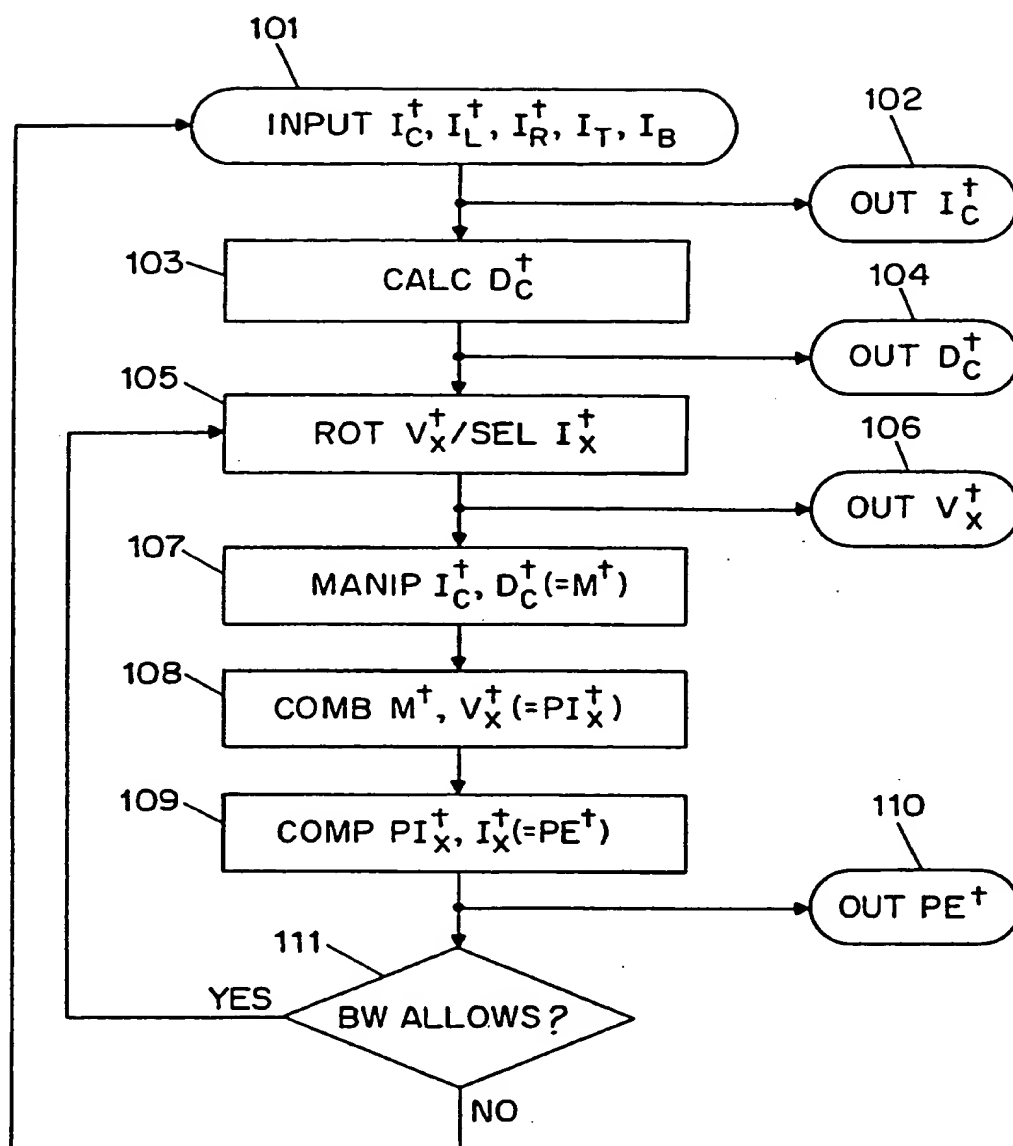 101
INPUT I_C^†, I_L^†, I_R^†, I_T, I_B
102
OUT I_C^†
103
CALC D_C^†
104
OUT D_C^†
105
ROT V_X^†/SEL I_X^†
106
OUT V_X^†
107
MANIP I_C^†, D_C^† (=M^†)
108
COMB M^†, V_X^† (=PI_X^†)
109
COMP PI_X^†, I_X^† (=PE^†)
110
OUT PE^†
111
BW ALLOWS?
YES
NO